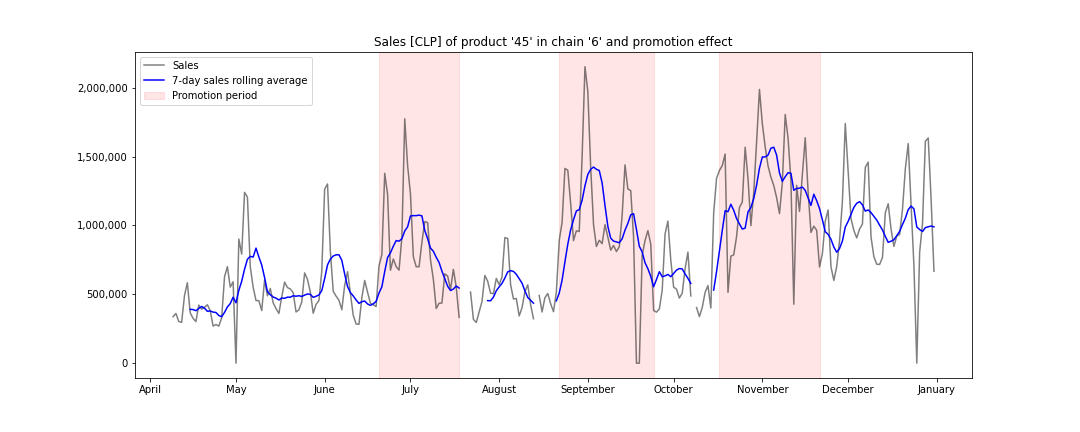 Sales [CLP] of product '45' in chain '6' and promotion effect
Sales
7-day sales rolling average
Promotion period
2,000,000
1,500,000
1,000,000
500,000
0
April May June July August September October November December January